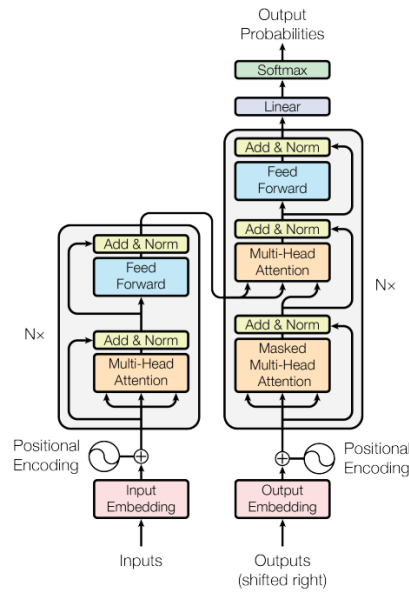 Output
Probabilities
Softmax
Linear
Add & Norm
Feed
Forward
Add & Norm
Multi-Head
Attention
Add & Norm
Masked
Multi-Head
Attention
Nx
Add & Norm
Feed
Forward
Add & Norm
Multi-Head
Attention
Nx
Positional
Encoding
Positional
Encoding
Input
Embedding
Output
Embedding
Inputs
Outputs
(shifted right)